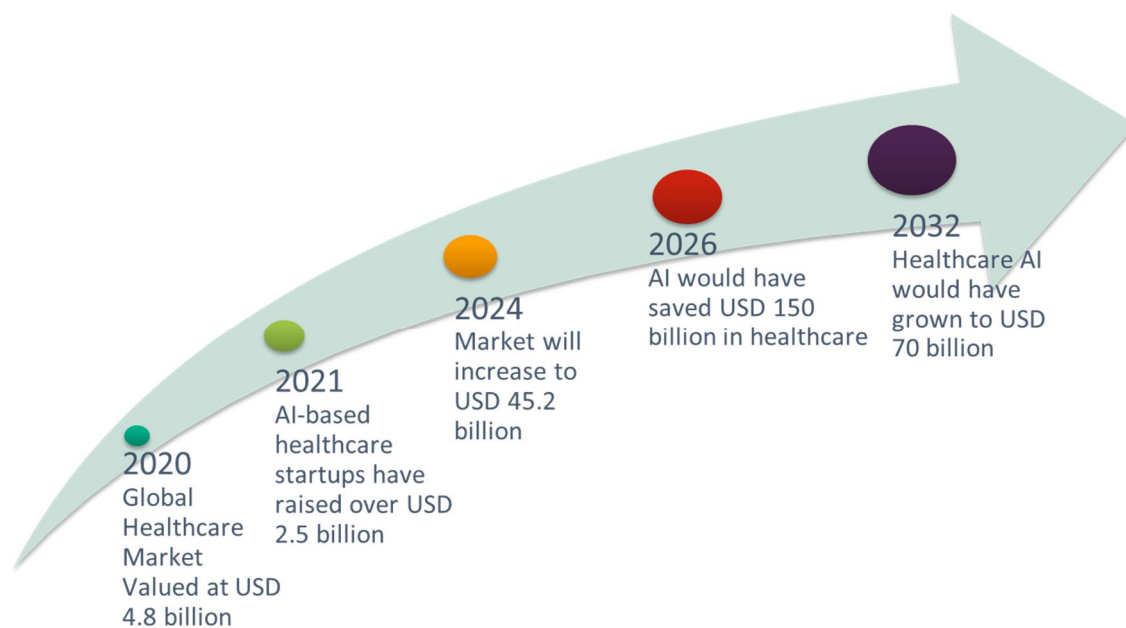 2020
Global
Healthcare
Market
Valued at USD
4.8 billion
2021
AI-based
healthcare
startups have
raised over USD
2.5 billion
2024
Market will
increase to
USD 45.2
billion
2026
AI would have
saved USD 150
billion in healthcare
2032
Healthcare AI
would have
grown to USD
70 billion